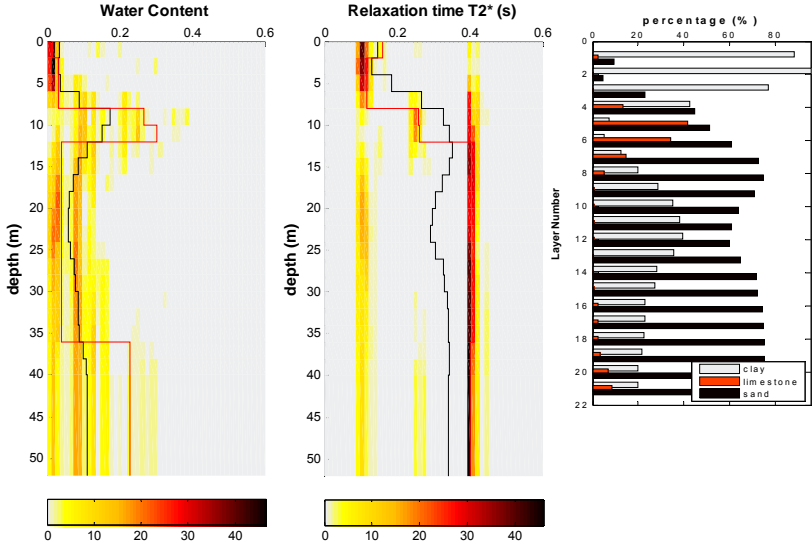 Water Content
0 0.2 0.4 0.6
depth (m)
0
5
10
15
20
25
30
35
40
45
50
0 10 20 30 40
Relaxation time T2* (s)
0 0.2 0.4 0.6
depth (m)
0
5
10
15
20
25
30
35
40
45
50
0 10 20 30 40
percentage (%)
0 20 40 60 80
Layer Number
0
2
4
6
8
10
12
14
16
18
20
22
clay
limestone
sand